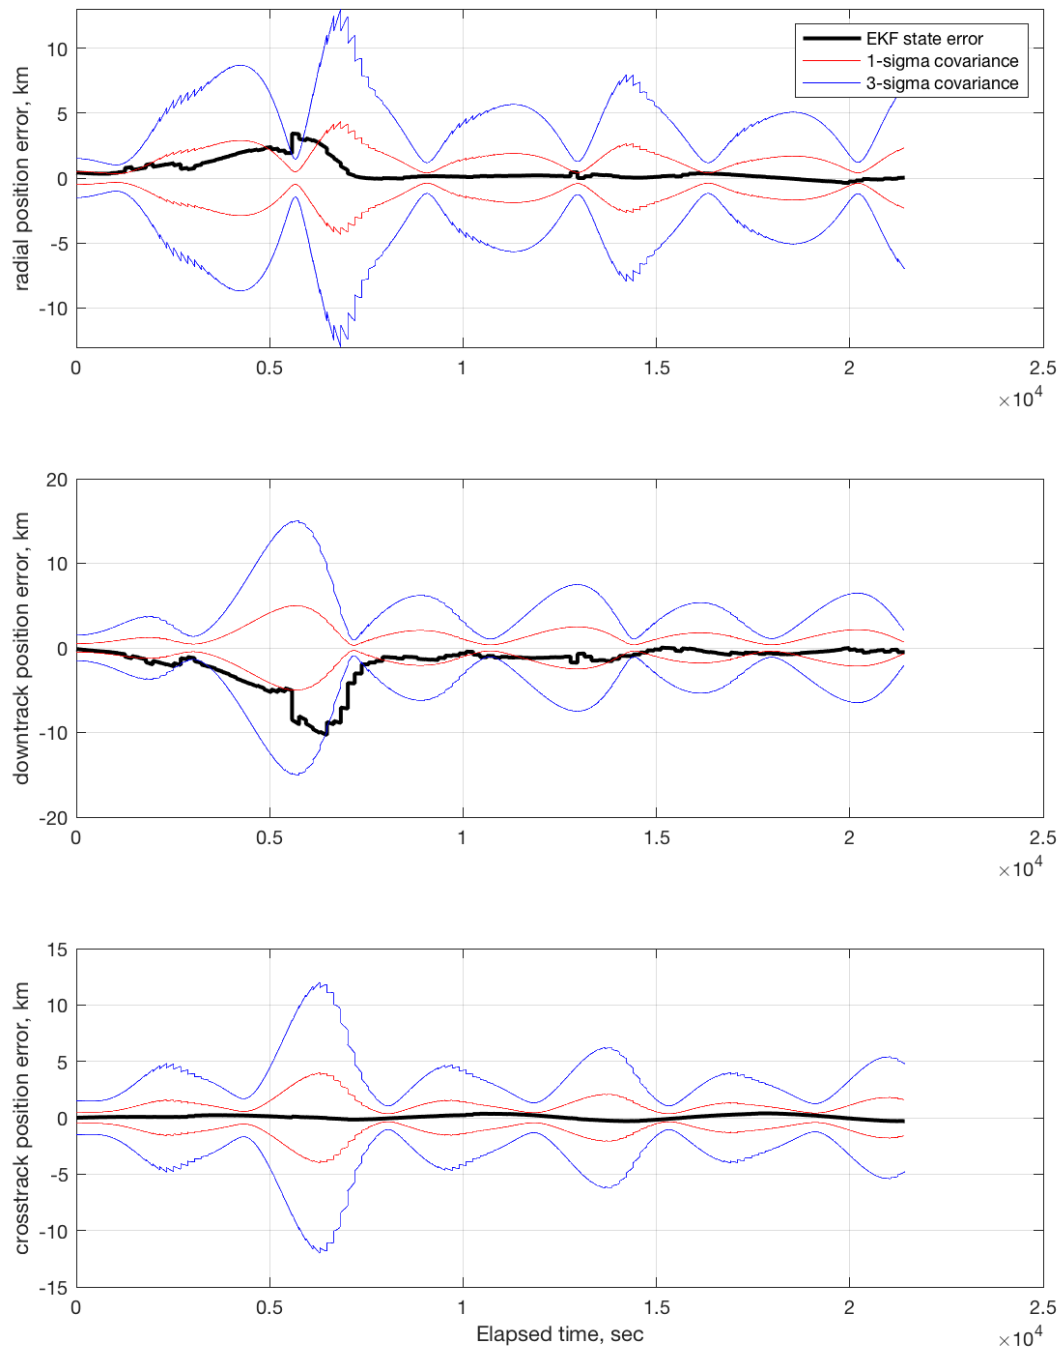 radial position error, km
10
5
0
-5
-10
EKF state error
1-sigma covariance
3-sigma covariance
0 0.5 1 1.5 2 2.5
×10^4
downtrack position error, km
20
10
0
-10
-20
0 0.5 1 1.5 2 2.5
×10^4
crosstrack position error, km
15
10
5
0
-5
-10
-15
0 0.5 1 1.5 2 2.5
Elapsed time, sec
×10^4